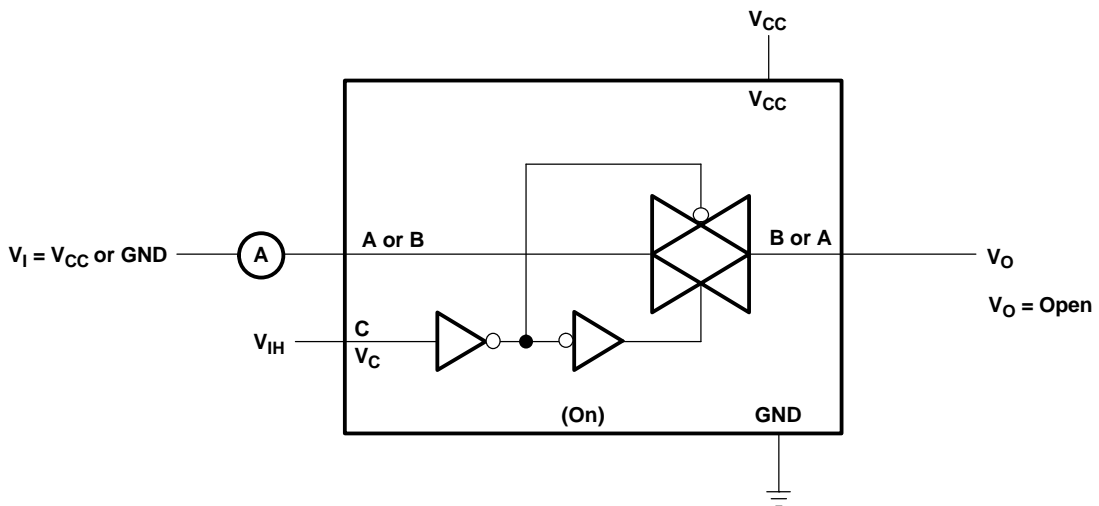 VCC
VCC
A or B
B or A
VI = VCC or GND
A
VO
VO = Open
C
VIH
VC
(On)
GND